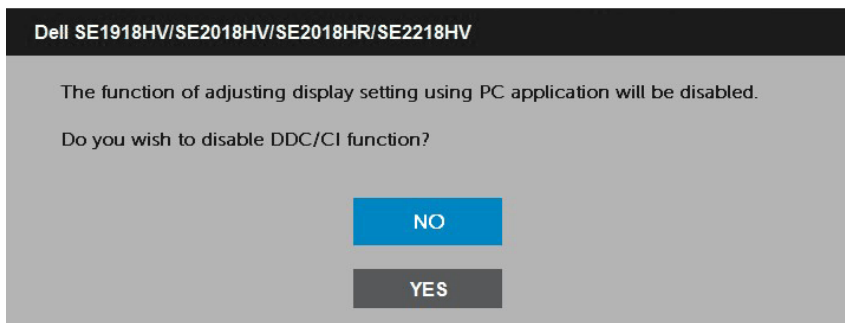 Dell SE1918HV/SE2018HV/SE2018HR/SE2218HV
The function of adjusting display setting using PC application will be disabled.
Do you wish to disable DDC/CI function?
NO
YES